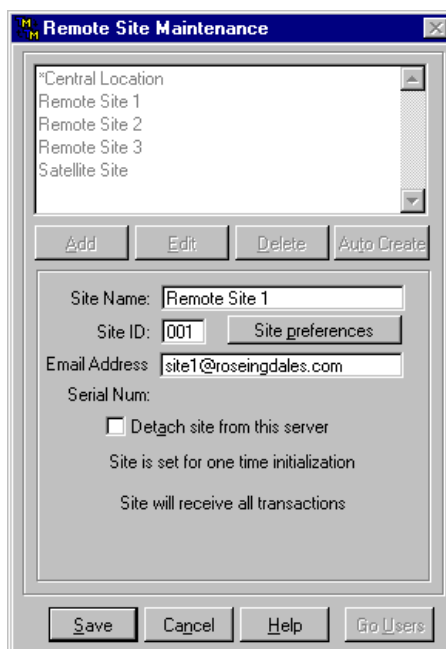 Remote Site Maintenance
*Central Location
Remote Site 1
Remote Site 2
Remote Site 3
Satellite Site
Add Edit Delete Auto Create
Site Name: Remote Site 1
Site ID: 001 Site preferences
Email Address site1@roseingdales.com
Serial Num:
Detach site from this server
Site is set for one time initialization
Site will receive all transactions
Save Cancel Help Go Users